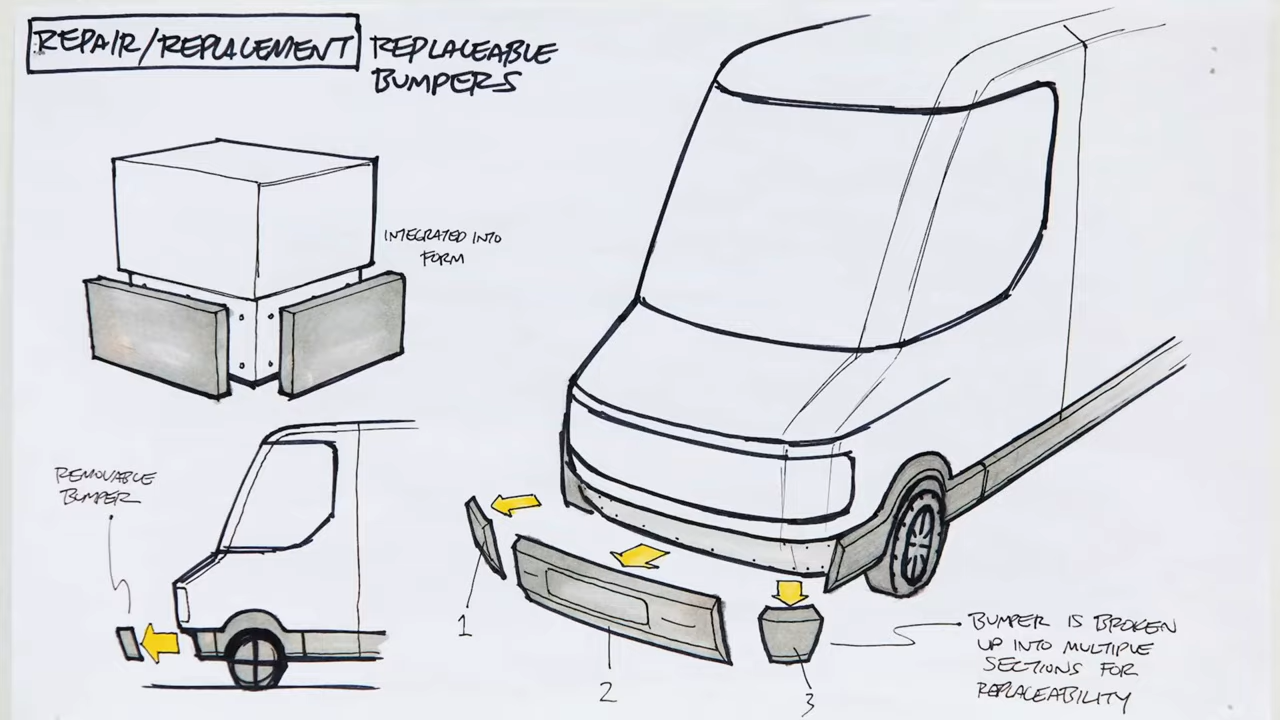 REPAIR/REPLACEMENT
REPLACEABLE
BUMPERS
INTEGRATED INTO
FORM
REMOVABLE
BUMPER
1
2
3
BUMPER IS BROKEN
UP INTO MULTIPLE
SECTIONS FOR
REPLACEABILITY